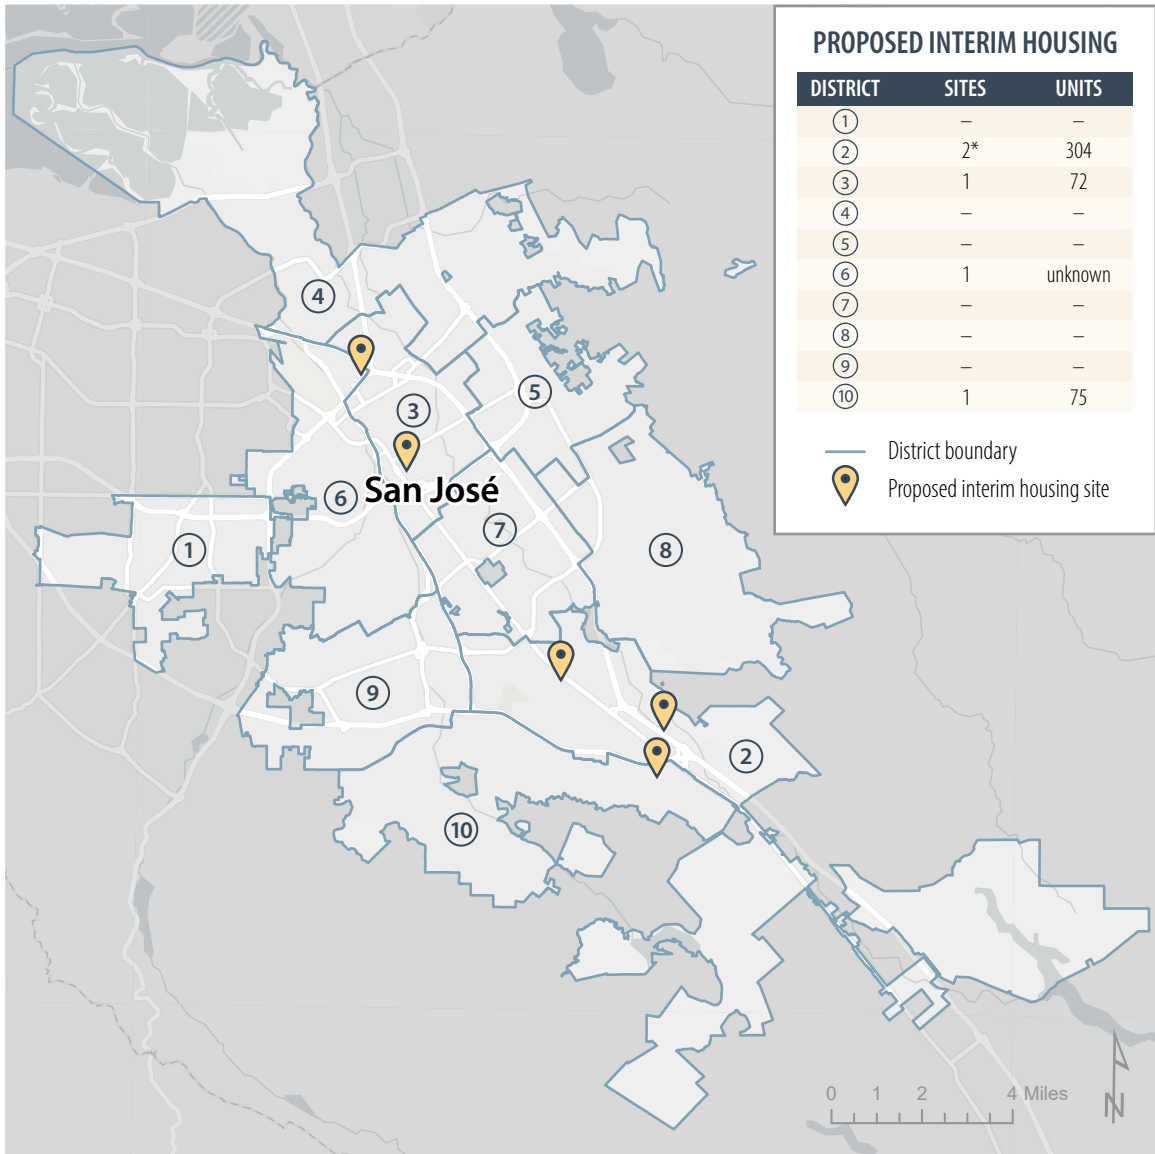 PROPOSED INTERIM HOUSING
DISTRICT SITES UNITS
1 – –
2 2* 304
3 1 72
4 – –
5 – –
6 1 unknown
7 – –
8 – –
9 – –
10 1 75
District boundary
Proposed interim housing site
4
5
3
San José
6
7
1
8
9
2
10
0 1 2 4 Miles
N